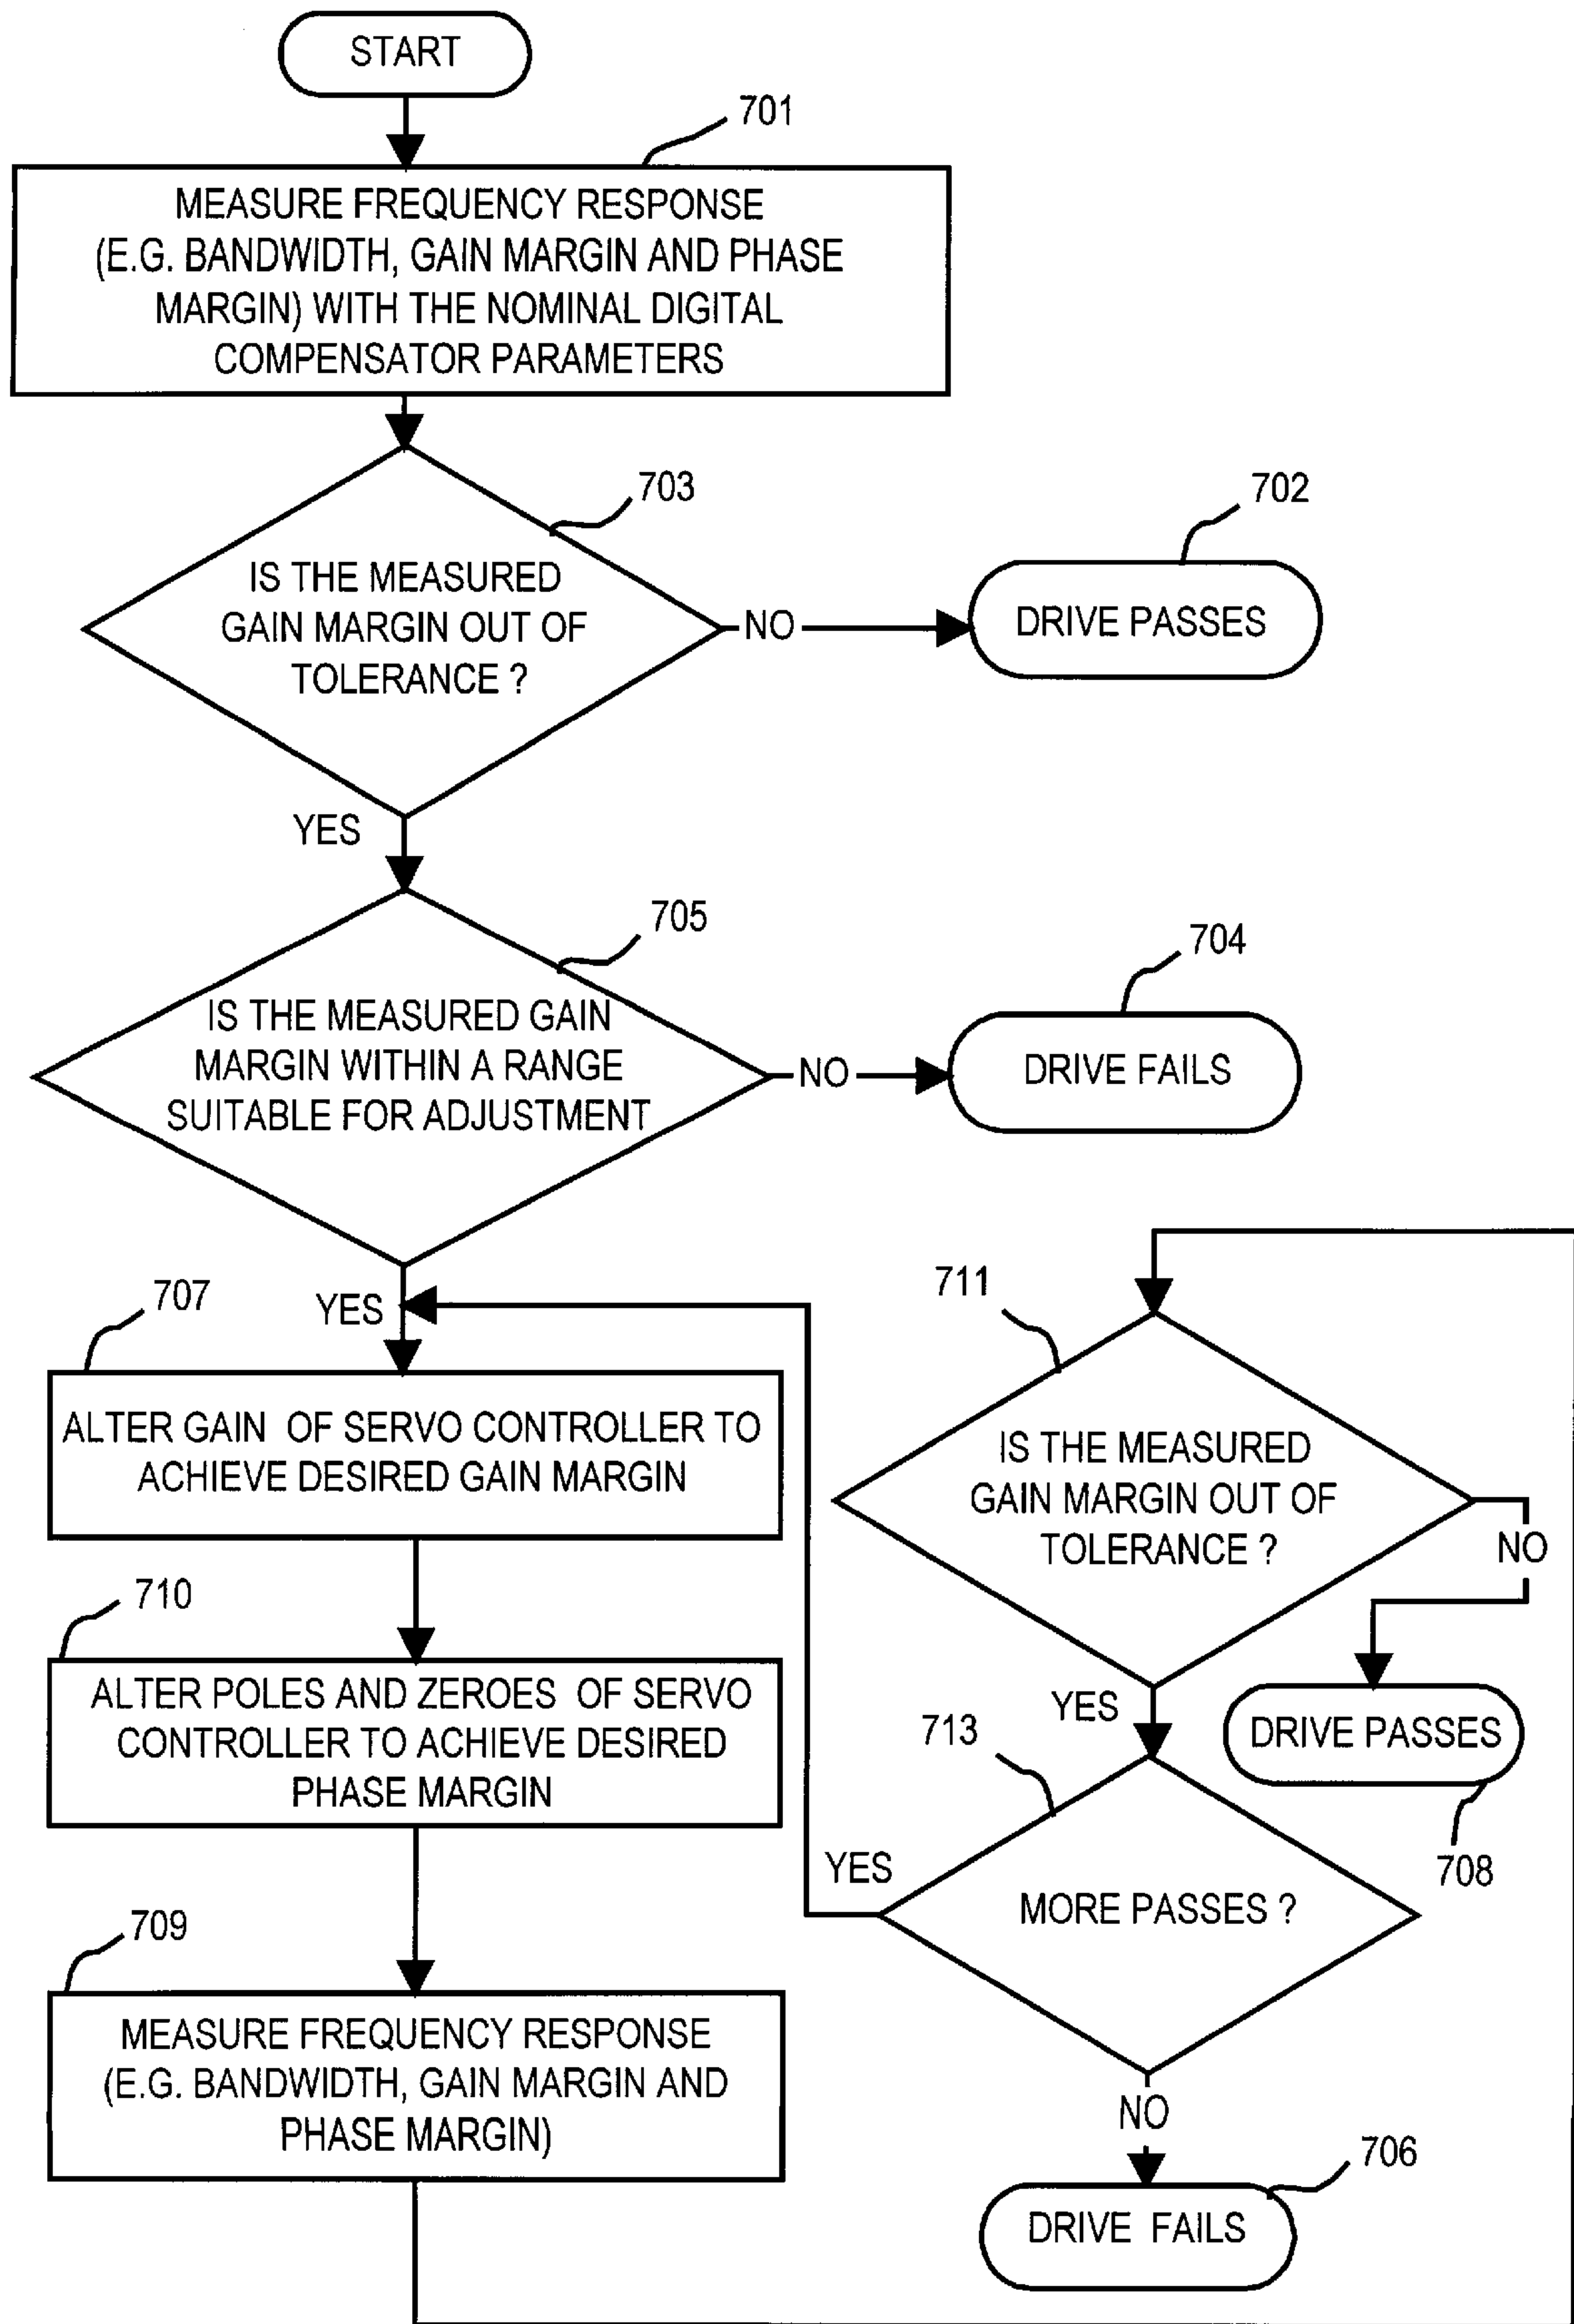 START
701
MEASURE FREQUENCY RESPONSE
(E.G. BANDWIDTH, GAIN MARGIN AND PHASE
MARGIN) WITH THE NOMINAL DIGITAL
COMPENSATOR PARAMETERS
703
IS THE MEASURED
GAIN MARGIN OUT OF
TOLERANCE ?
NO
702
DRIVE PASSES
YES
705
IS THE MEASURED GAIN
MARGIN WITHIN A RANGE
SUITABLE FOR ADJUSTMENT
NO
704
DRIVE FAILS
YES
707
ALTER GAIN OF SERVO CONTROLLER TO
ACHIEVE DESIRED GAIN MARGIN
710
ALTER POLES AND ZEROES OF SERVO
CONTROLLER TO ACHIEVE DESIRED
PHASE MARGIN
709
MEASURE FREQUENCY RESPONSE
(E.G. BANDWIDTH, GAIN MARGIN AND
PHASE MARGIN)
711
IS THE MEASURED
GAIN MARGIN OUT OF
TOLERANCE ?
NO
DRIVE PASSES
708
YES
713
MORE PASSES ?
YES
NO
706
DRIVE FAILS